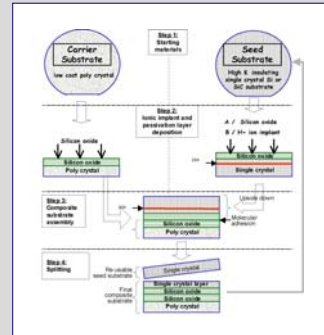 Step 1:
Starting
materials
Carrier
Substrate
low cost poly crystal
Seed
Substrate
High K insulating
single crystal Si or
SiC substrate
Step 2:
Ionic implant and
passivation layer
deposition
A / Silicon oxide
B / H- ion implant
Silicon oxide
Silicon oxide
Poly crystal
Silicon oxide
Single crystal
Step 3:
Composite
substrate
assembly
Upside down
Silicon oxide
Poly crystal
Molecular
adhesion
Step 4:
Splitting
Re-usable
seed substrate
Single crystal
Final
composite
substrate
Single crystal layer
Silicon oxide
Silicon oxide
Poly crystal